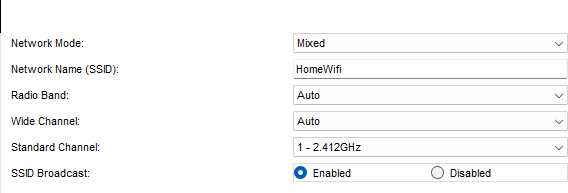 Network Mode: Mixed
Network Name (SSID): HomeWifi
Radio Band: Auto
Wide Channel: Auto
Standard Channel: 1 - 2.412GHz
SSID Broadcast: Enabled Disabled